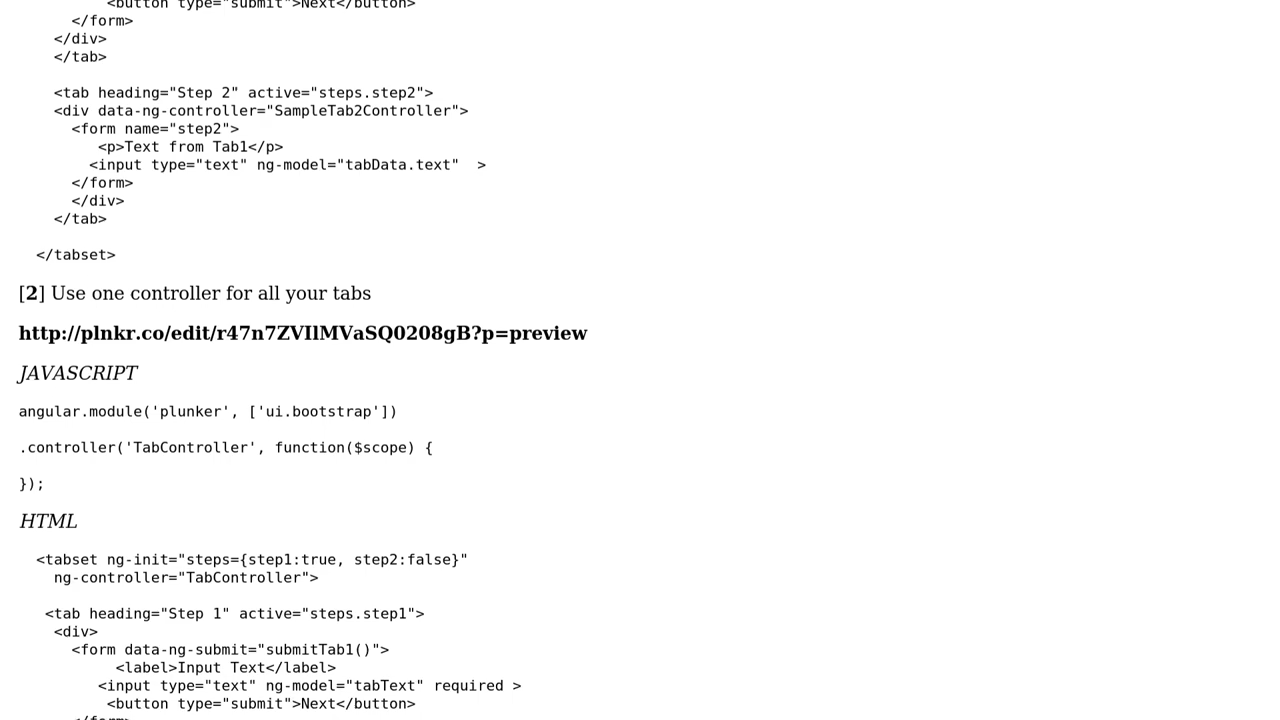 <button type="submit">Next</button>
</form>
</div>
</tab>
<tab heading="Step 2" active="steps.step2">
<div data-ng-controller="SampleTab2Controller">
<form name="step2">
<p>Text from Tab1</p>
<input type="text" ng-model="tabData.text"  >
</form>
</div>
</tab>
</tabset>
[2] Use one controller for all your tabs
http://plnkr.co/edit/r47n7ZVIlMVaSQ0208gB?p=preview
JAVASCRIPT
angular.module('plunker', ['ui.bootstrap'])
.controller('TabController', function($scope) {
});
HTML
<tabset ng-init="steps={step1:true, step2:false}"
ng-controller="TabController">
<tab heading="Step 1" active="steps.step1">
<div>
<form data-ng-submit="submitTab1()">
<label>Input Text</label>
<input type="text" ng-model="tabText" required >
<button type="submit">Next</button>
</form>